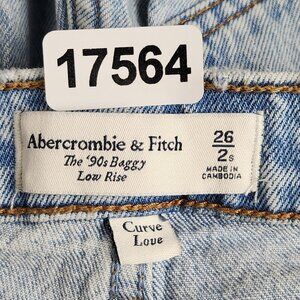 17564
Abercrombie & Fitch
The '90s Baggy
Low Rise
26
2s
MADE IN
CAMBODIA
Curve
Love